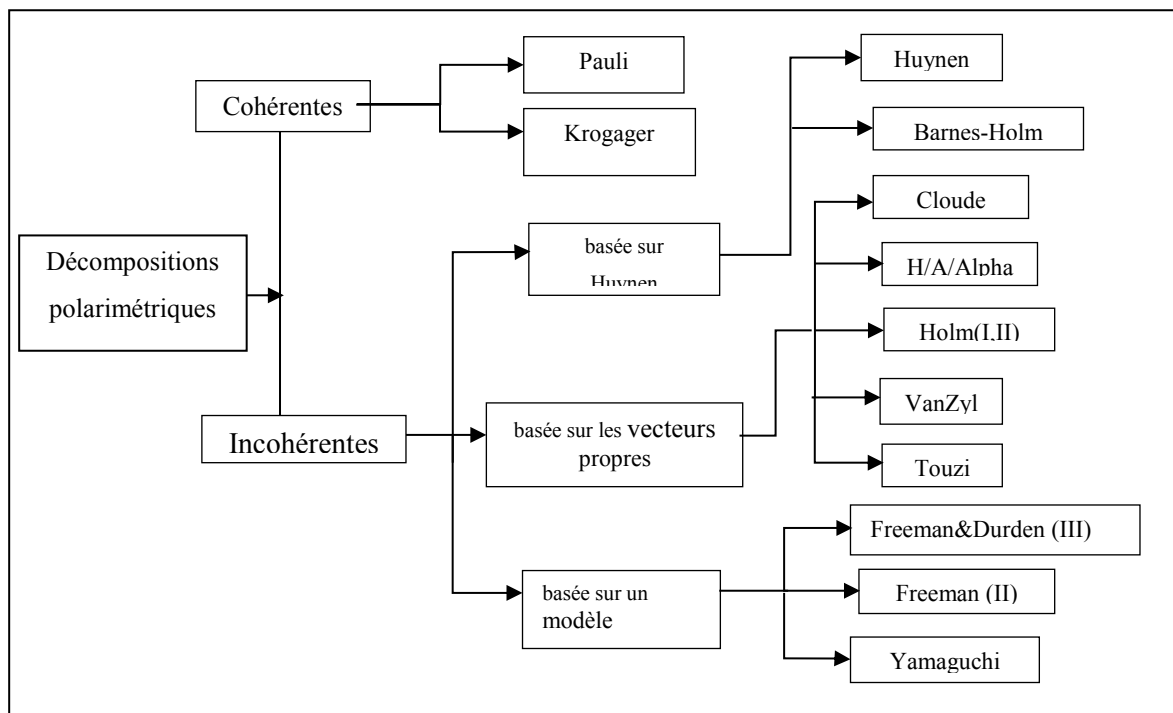 Décompositions
polarimétriques
Cohérentes
Pauli
Krogager
Incohérentes
basée sur
Huynen
Huynen
Barnes-Holm
basée sur les vecteurs
propres
Cloude
H/A/Alpha
Holm(I,II)
VanZyl
Touzi
basée sur un
modèle
Freeman&Durden (III)
Freeman (II)
Yamaguchi